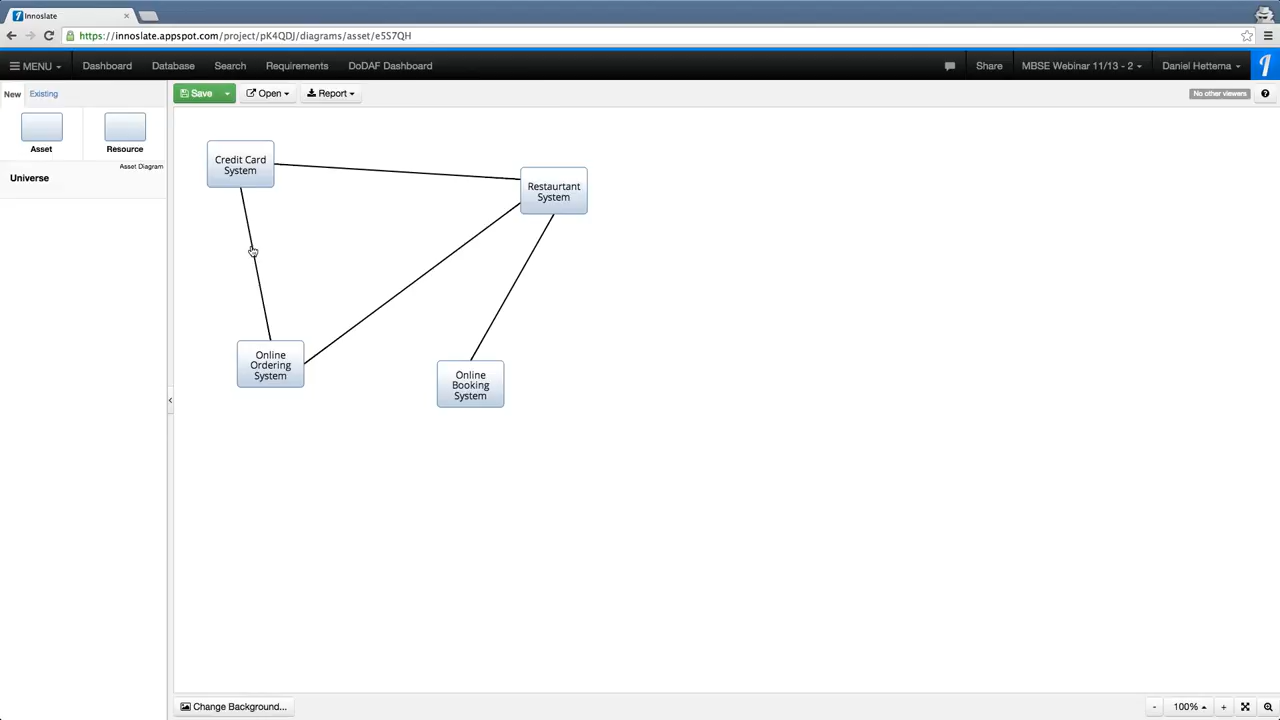 Innoslate
https://innoslate.appspot.com/project/pK4QDJ/diagrams/asset/e5S7QH
MENU Dashboard Database Search Requirements DoDAF Dashboard Share MBSE Webinar 11/13 - 2 Daniel Hettema
New Existing Save Open Report No other viewers ?
Asset Resource
Asset Diagram
Universe
Credit Card
System
Restaurtant
System
Online
Ordering
System
Online
Booking
System
Change Background... - 100% +